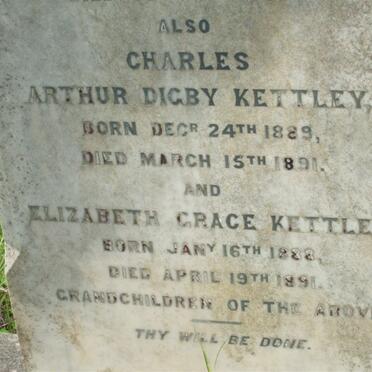 ALSO
CHARLES
ARTHUR DIGBY KETTLEY,
BORN DECR 24TH 1889,
DIED MARCH 15TH 1891.
AND
ELIZABETH GRACE KETTLE
BORN JANY 16TH 1888,
DIED APRIL 19TH 1891.
GRANDCHILDREN OF THE ABOVE
THY WILL BE DONE.